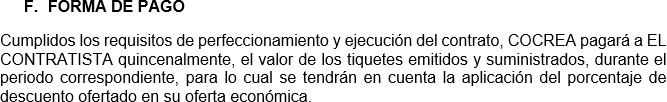 F. FORMA DE PAGO
Cumplidos los requisitos de perfeccionamiento y ejecución del contrato, COCREA pagará a EL
CONTRATISTA quincenalmente, el valor de los tiquetes emitidos y suministrados, durante el
periodo correspondiente, para lo cual se tendrán en cuenta la aplicación del porcentaje de
descuento ofertado en su oferta económica.